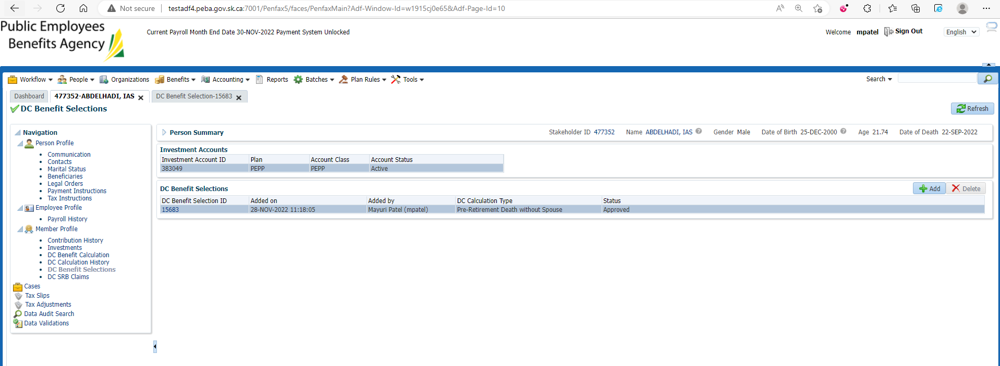 Not secure testadf4.peba.gov.sk.ca:7001/Penfax5/faces/PenfaxMain?Adf-Window-Id=w1915cj0e65&Adf-Page-Id=10
Public Employees
Benefits Agency
Current Payroll Month End Date 30-NOV-2022 Payment System Unlocked
Welcome mpatel Sign Out English
Workflow People Organizations Benefits Accounting Reports Batches Plan Rules Tools Search
Dashboard 477352-ABDELHADI, IAS DC Benefit Selection-15683
DC Benefit Selections Refresh
Navigation
Person Profile
Communication
Contacts
Marital Status
Beneficiaries
Legal Orders
Payment Instructions
Tax Instructions
Employee Profile
Payroll History
Member Profile
Contribution History
Investments
DC Benefit Calculation
DC Calculation History
DC Benefit Selections
DC SRB Claims
Cases
Tax Slips
Tax Adjustments
Data Audit Search
Data Validations
Person Summary Stakeholder ID 477352 Name ABDELHADI, IAS Gender Male Date of Birth 25-DEC-2000 Age 21.74 Date of Death 22-SEP-2022
Investment Accounts
Investment Account ID Plan Account Class Account Status
383049 PEPP PEPP Active
DC Benefit Selections Add Delete
DC Benefit Selection ID Added on Added by DC Calculation Type Status
15683 28-NOV-2022 11:18:05 Mayuri Patel (mpatel) Pre-Retirement Death without Spouse Approved